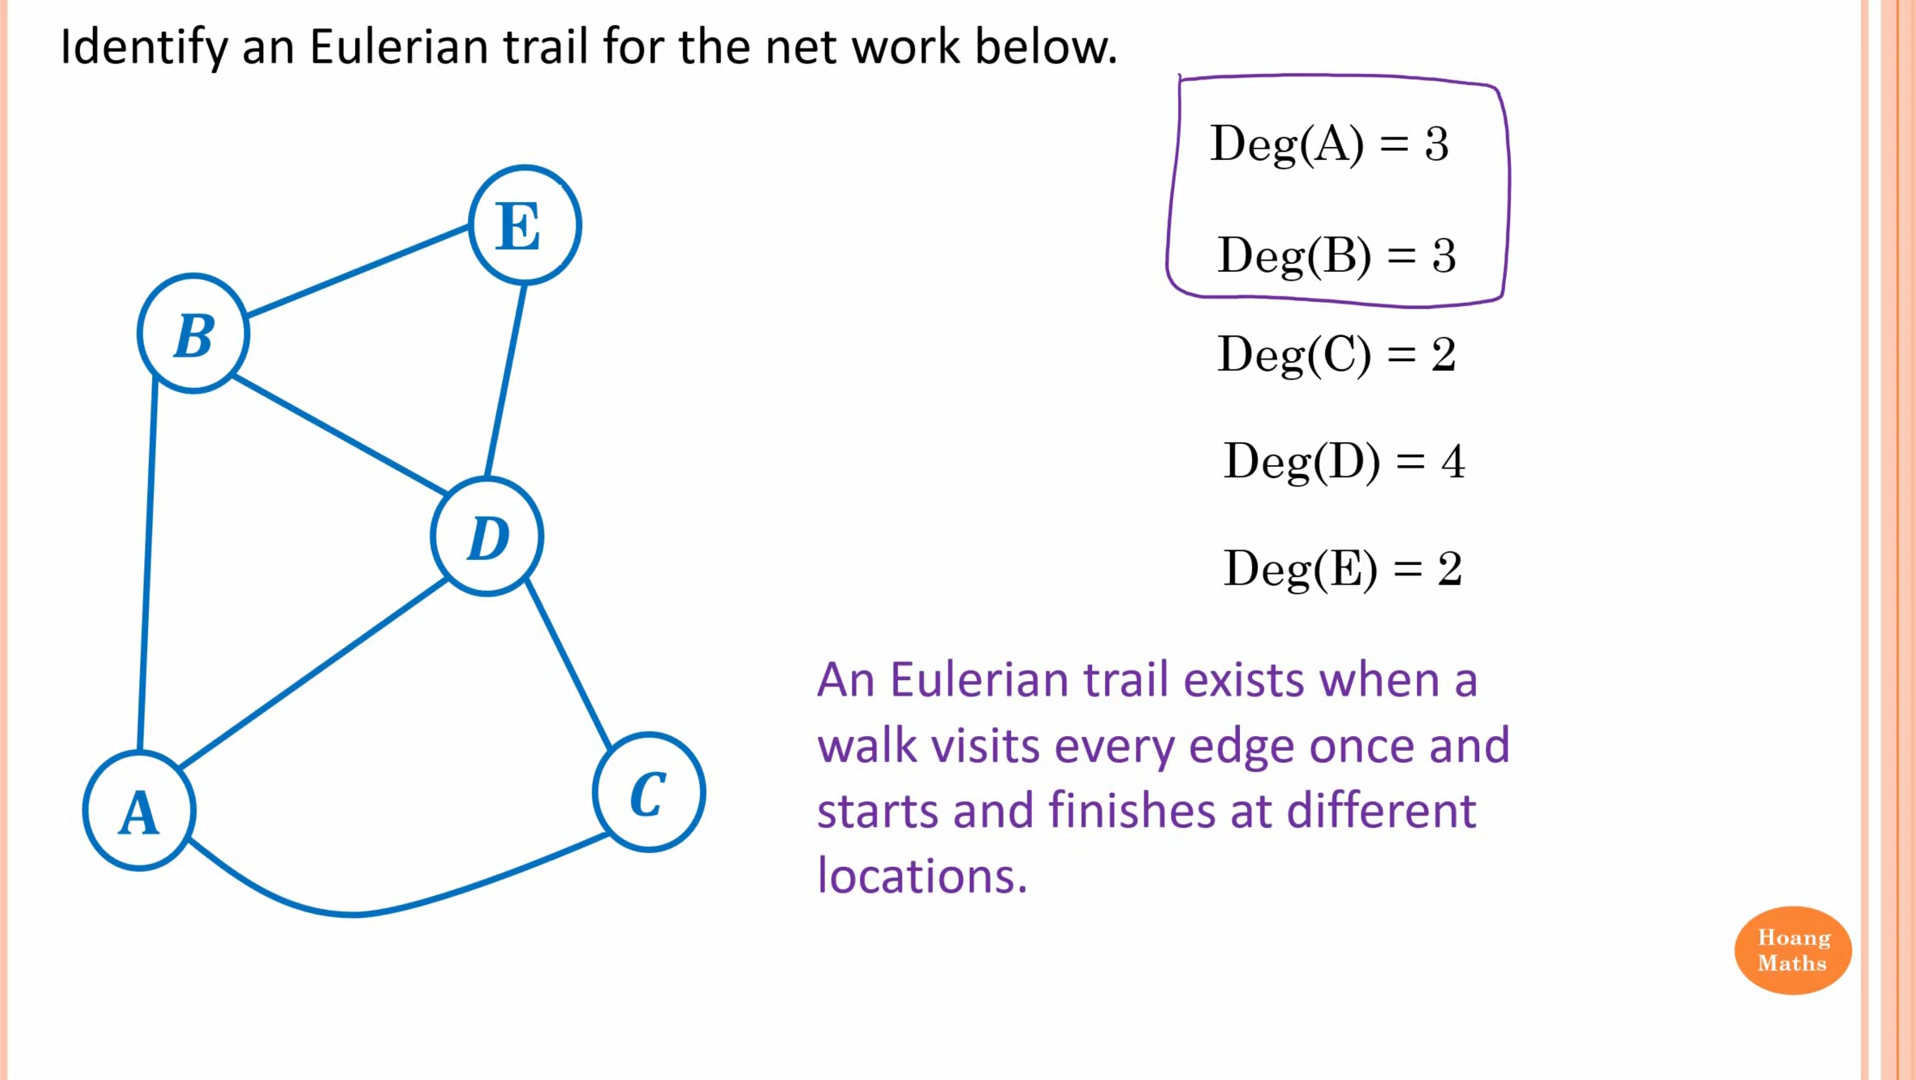 Identify an Eulerian trail for the net work below.
Deg(A) = 3
Deg(B) = 3
Deg(C) = 2
Deg(D) = 4
Deg(E) = 2
E
B
D
A
C
An Eulerian trail exists when a
walk visits every edge once and
starts and finishes at different
locations.
Hoang
Maths